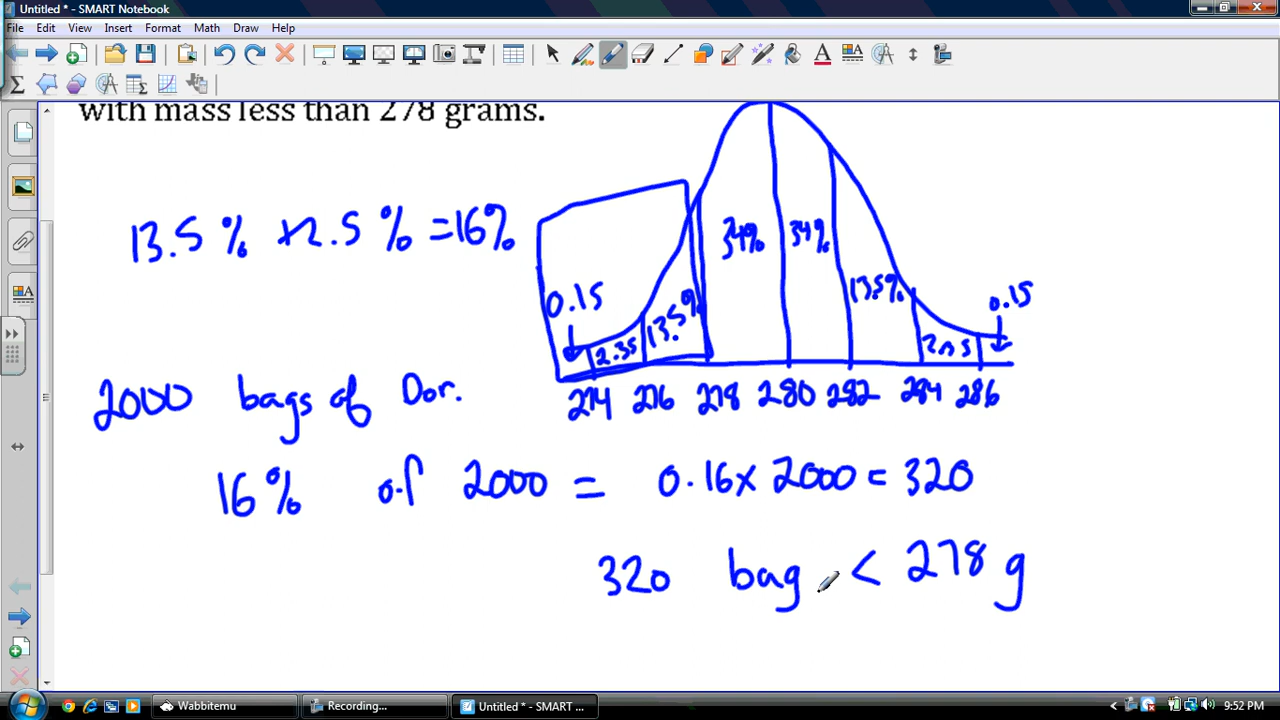 Untitled * - SMART Notebook
File Edit View Insert Format Math Draw Help
with mass less than 278 grams.
13.5 % +2.5 % =16%
34% 34%
0.15 13.5% 13.5% 0.15
2.35 2.35
274 276 278 280 282 284 286
2000 bags of Dor.
16% of 2000 = 0.16x 2000 = 320
320 bag < 278 g
Wabbitemu Recording... Untitled * - SMART ... 9:52 PM